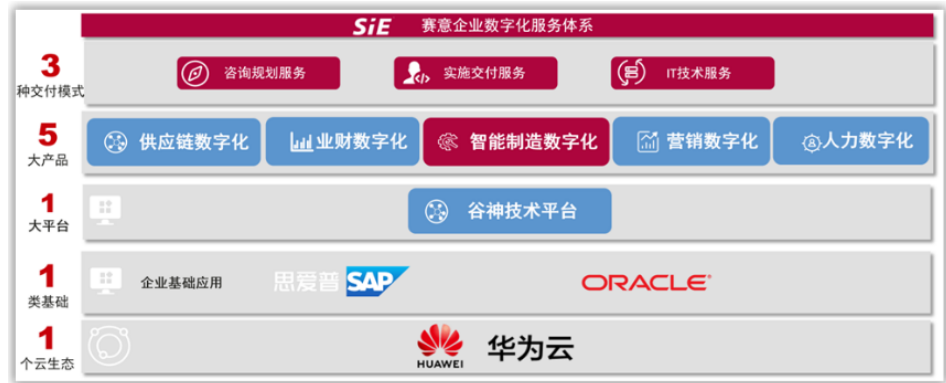 SiE 赛意企业数字化服务体系
3
种交付模式
咨询规划服务 实施交付服务 IT技术服务
5
大产品
供应链数字化 业财数字化 智能制造数字化 营销数字化 人力数字化
1
大平台
谷神技术平台
1
类基础
企业基础应用 思爱普 SAP ORACLE
1
个云生态
HUAWEI 华为云